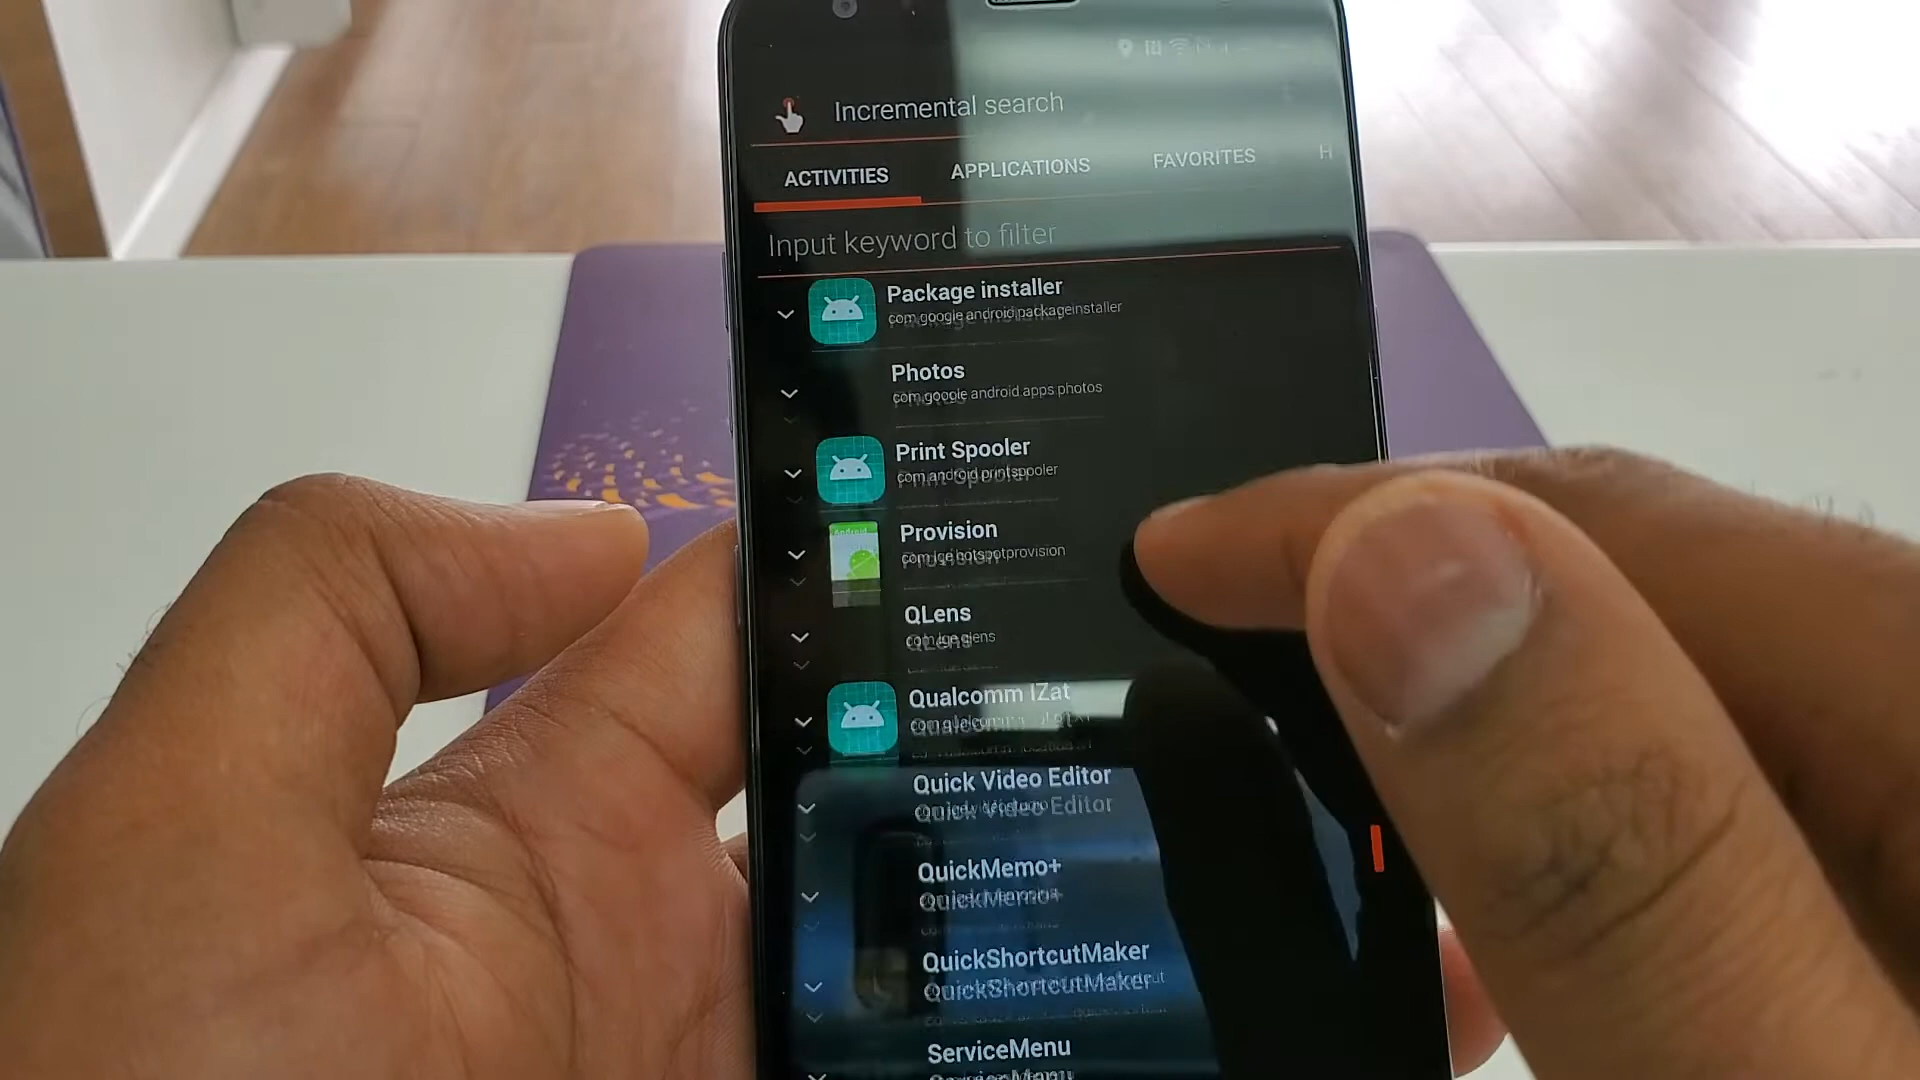 Incremental search
ACTIVITIES APPLICATIONS FAVORITES H
Input keyword to filter
Package installer
com.google.android.packageinstaller
Photos
com.google.android.apps.photos
Print Spooler
com.android.printspooler
Provision
com.lge.hotspotprovision
QLens
com.lge.qlens
Qualcomm IZat
Quick Video Editor
QuickMemo+
QuickShortcutMaker
ServiceMenu